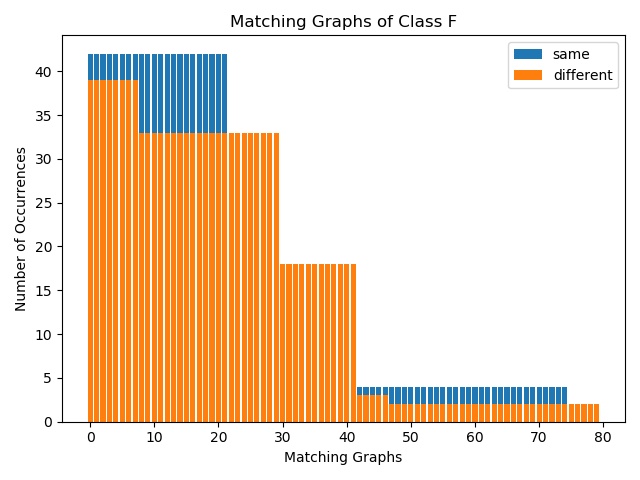 Matching Graphs of Class F
same
different
Number of Occurrences
40
35
30
25
20
15
10
5
0
0 10 20 30 40 50 60 70 80
Matching Graphs